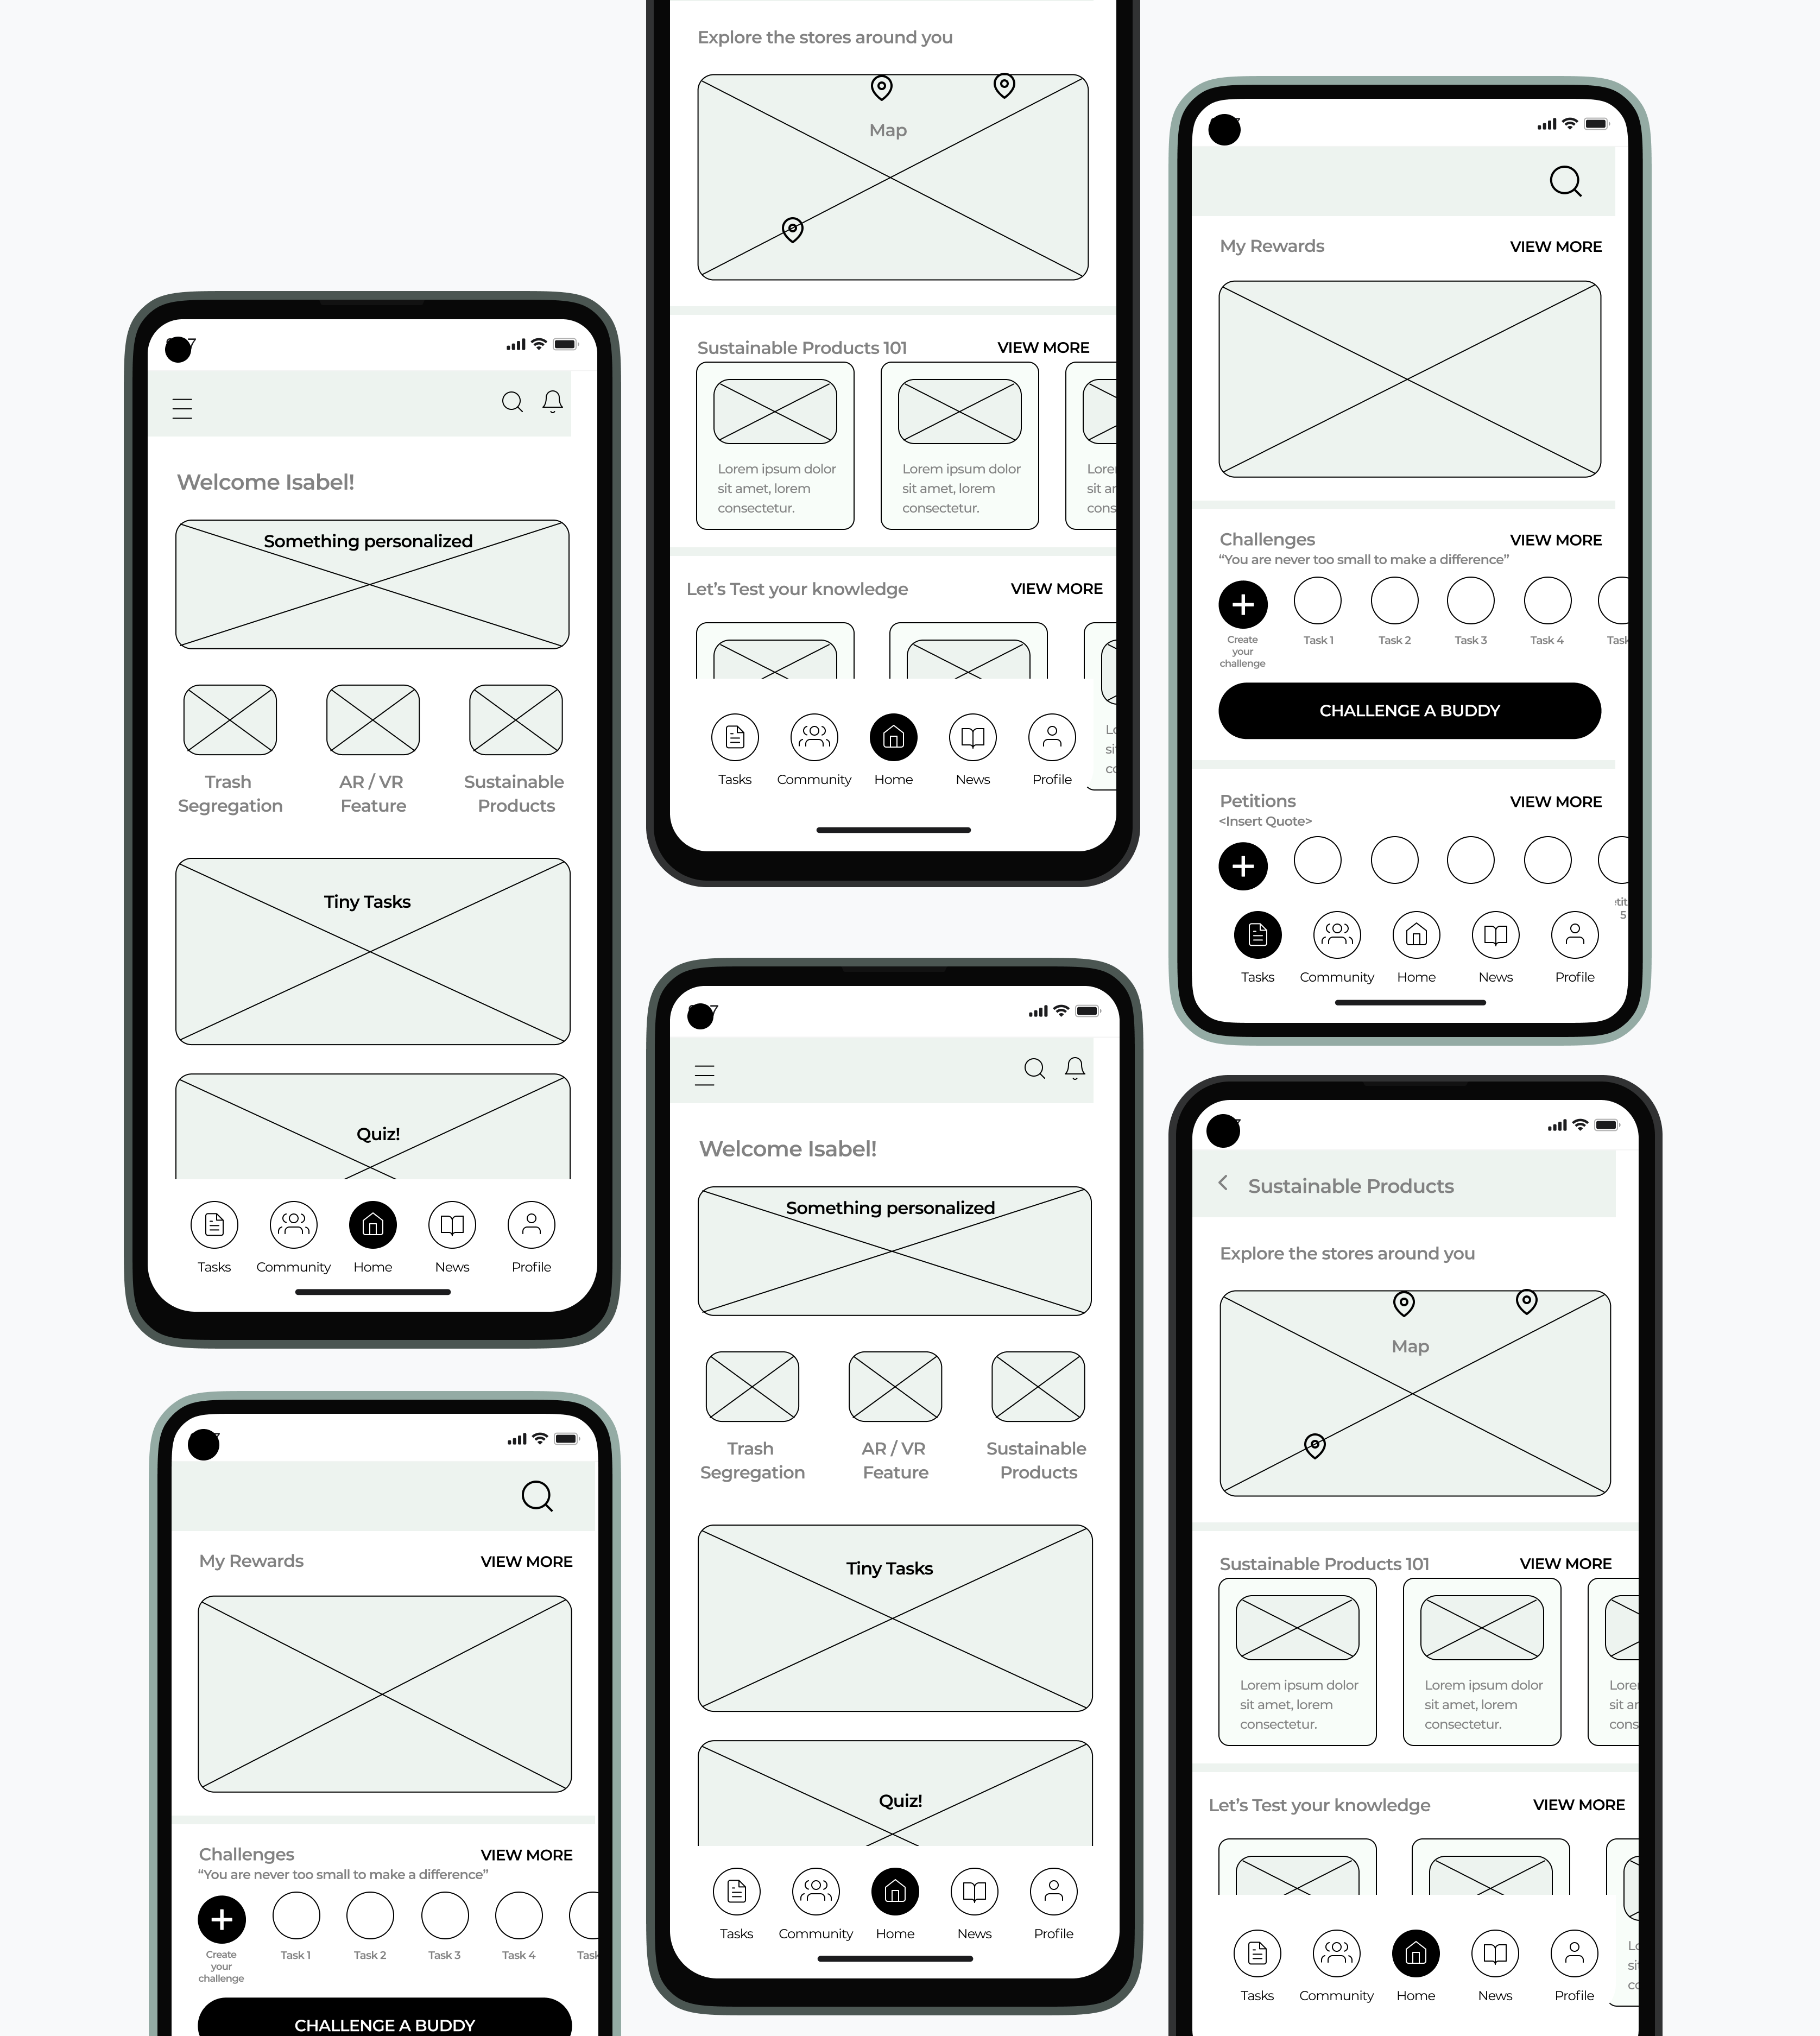 Welcome Isabel!
Something personalized
Trash
Segregation
AR / VR
Feature
Sustainable
Products
Tiny Tasks
Quiz!
Tasks
Community
Home
News
Profile
My Rewards
VIEW MORE
Challenges
VIEW MORE
“You are never too small to make a difference”
Create
your
challenge
Task 1
Task 2
Task 3
Task 4
Task
CHALLENGE A BUDDY
Explore the stores around you
Map
Sustainable Products 101
VIEW MORE
Lorem ipsum dolor
sit amet, lorem
consectetur.
Lorem ipsum dolor
sit amet, lorem
consectetur.
Let’s Test your knowledge
VIEW MORE
Tasks
Community
Home
News
Profile
Welcome Isabel!
Something personalized
Trash
Segregation
AR / VR
Feature
Sustainable
Products
Tiny Tasks
Quiz!
Tasks
Community
Home
News
Profile
My Rewards
VIEW MORE
Challenges
VIEW MORE
“You are never too small to make a difference”
Create
your
challenge
Task 1
Task 2
Task 3
Task 4
Task
CHALLENGE A BUDDY
Petitions
VIEW MORE
<Insert Quote>
5
Tasks
Community
Home
News
Profile
Sustainable Products
Explore the stores around you
Map
Sustainable Products 101
VIEW MORE
Lorem ipsum dolor
sit amet, lorem
consectetur.
Lorem ipsum dolor
sit amet, lorem
consectetur.
Let’s Test your knowledge
VIEW MORE
Tasks
Community
Home
News
Profile